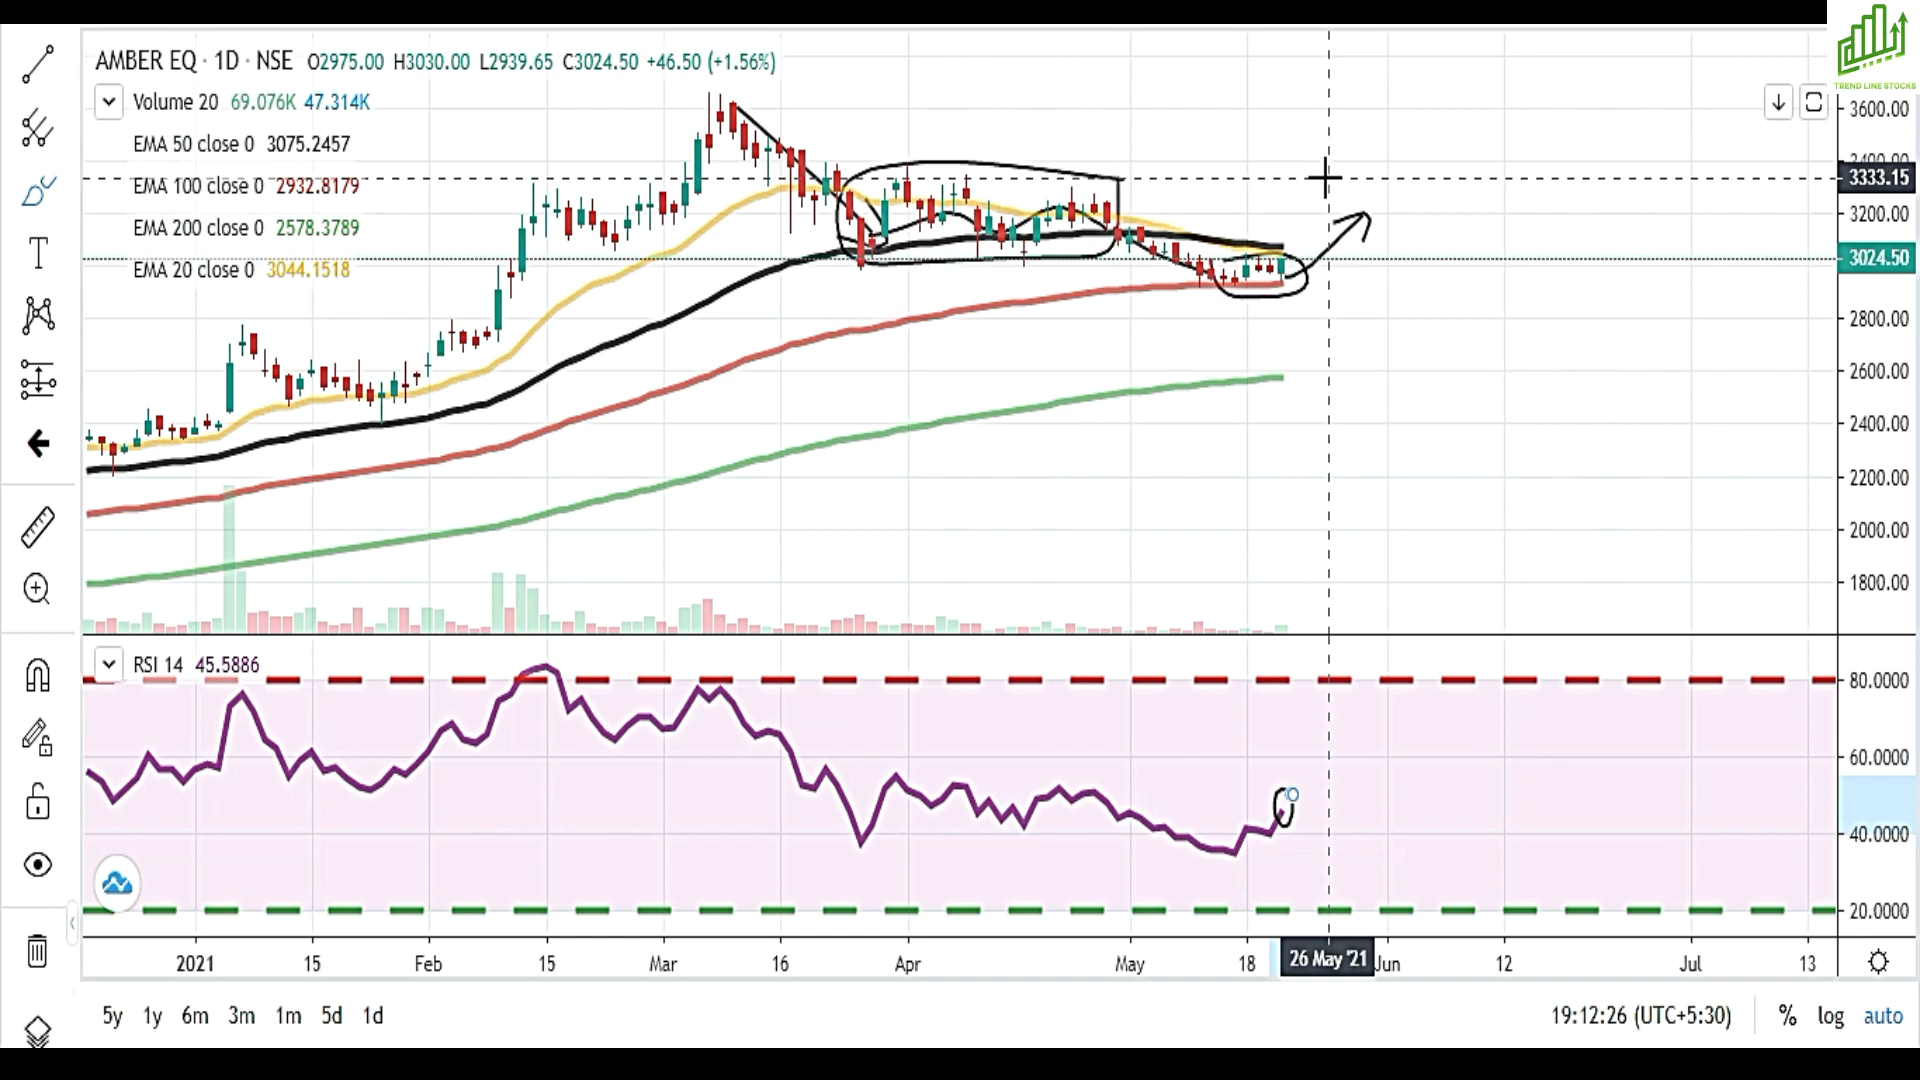 TREND LINE STOCKS
AMBER EQ · 1D · NSE O2975.00 H3030.00 L2939.65 C3024.50 +46.50 (+1.56%)
Volume 20 69.076K 47.314K
EMA 50 close 0 3075.2457
EMA 100 close 0 2932.8179
EMA 200 close 0 2578.3789
EMA 20 close 0 3044.1518
3600.00
3400.00
3333.15
3200.00
3024.50
2800.00
2600.00
2400.00
2200.00
2000.00
1800.00
RSI 14 45.5886
80.0000
60.0000
40.0000
20.0000
2021 15 Feb 15 Mar 16 Apr May 18 26 May '21 Jun 12 Jul 13
5y 1y 6m 3m 1m 5d 1d 19:12:26 (UTC+5:30) % log auto